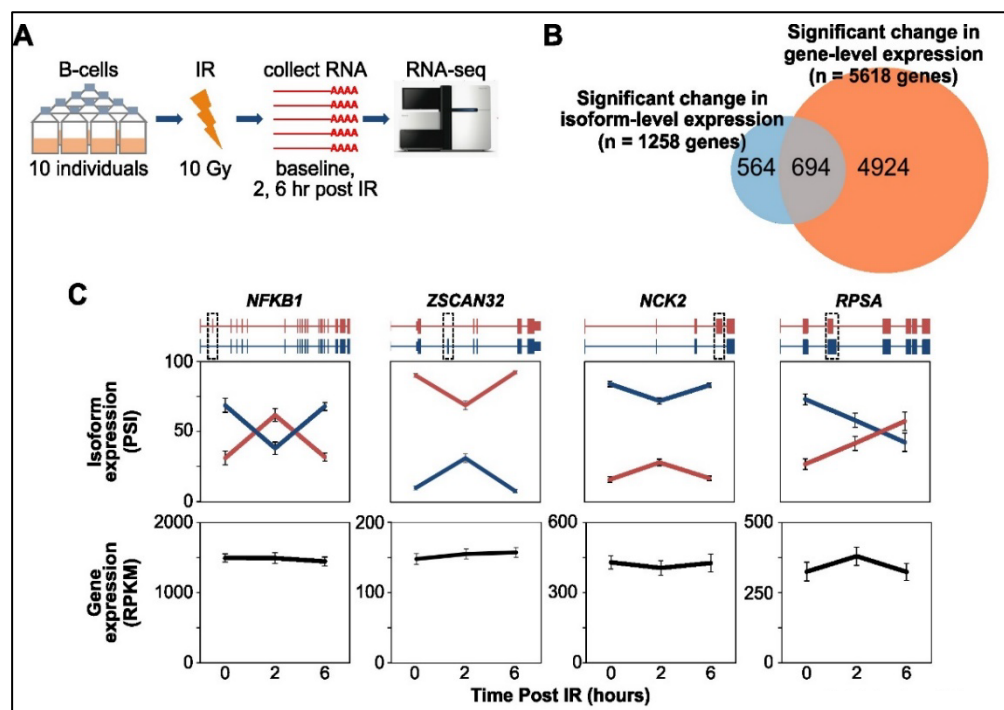 A
B-cells
IR
collect RNA
RNA-seq
AAAA
AAAA
AAAA
AAAA
AAAA
AAAA
10 individuals
10 Gy
baseline,
2, 6 hr post IR
B
Significant change in
gene-level expression
(n = 5618 genes)
Significant change in
isoform-level expression
(n = 1258 genes)
564
694
4924
C
NFKB1
ZSCAN32
NCK2
RPSA
Isoform
expression
(PSI)
100
50
0
Gene
expression
(RPKM)
2000
1000
0
200
100
0
600
400
0
500
250
0
0 2 6
0 2 6
0 2 6
0 2 6
Time Post IR (hours)